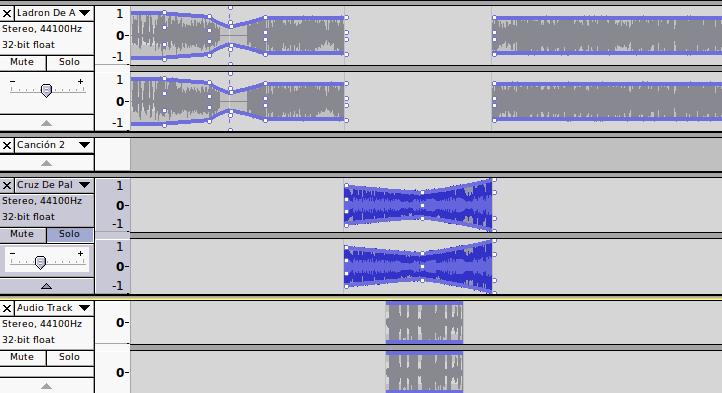 Ladron De A
Stereo, 44100Hz
32-bit float
Mute Solo
- +
1
0-
-1
1
0-
-1
Canción 2
Cruz De Pal
Stereo, 44100Hz
32-bit float
Mute Solo
- +
1
0-
-1
1
0-
-1
Audio Track
Stereo, 44100Hz
32-bit float
Mute Solo
0-
0-